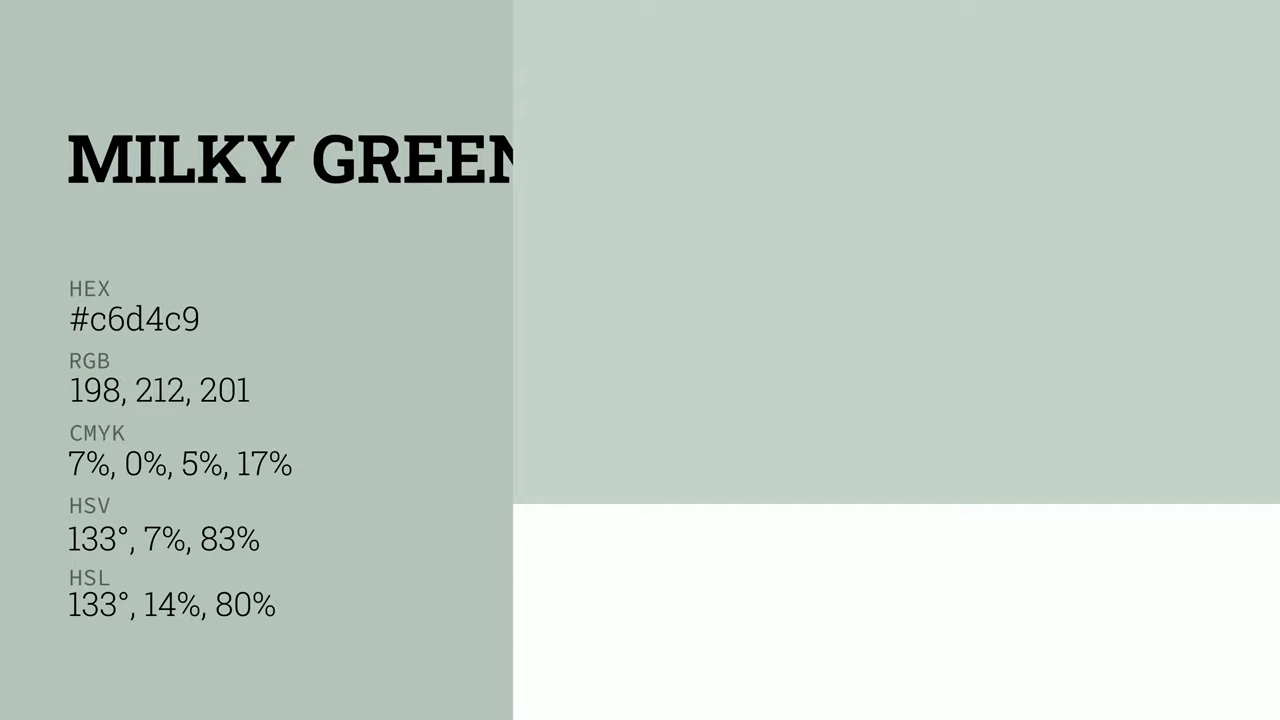 MILKY GREEN
HEX
#c6d4c9
RGB
198, 212, 201
CMYK
7%, 0%, 5%, 17%
HSV
133°, 7%, 83%
HSL
133°, 14%, 80%